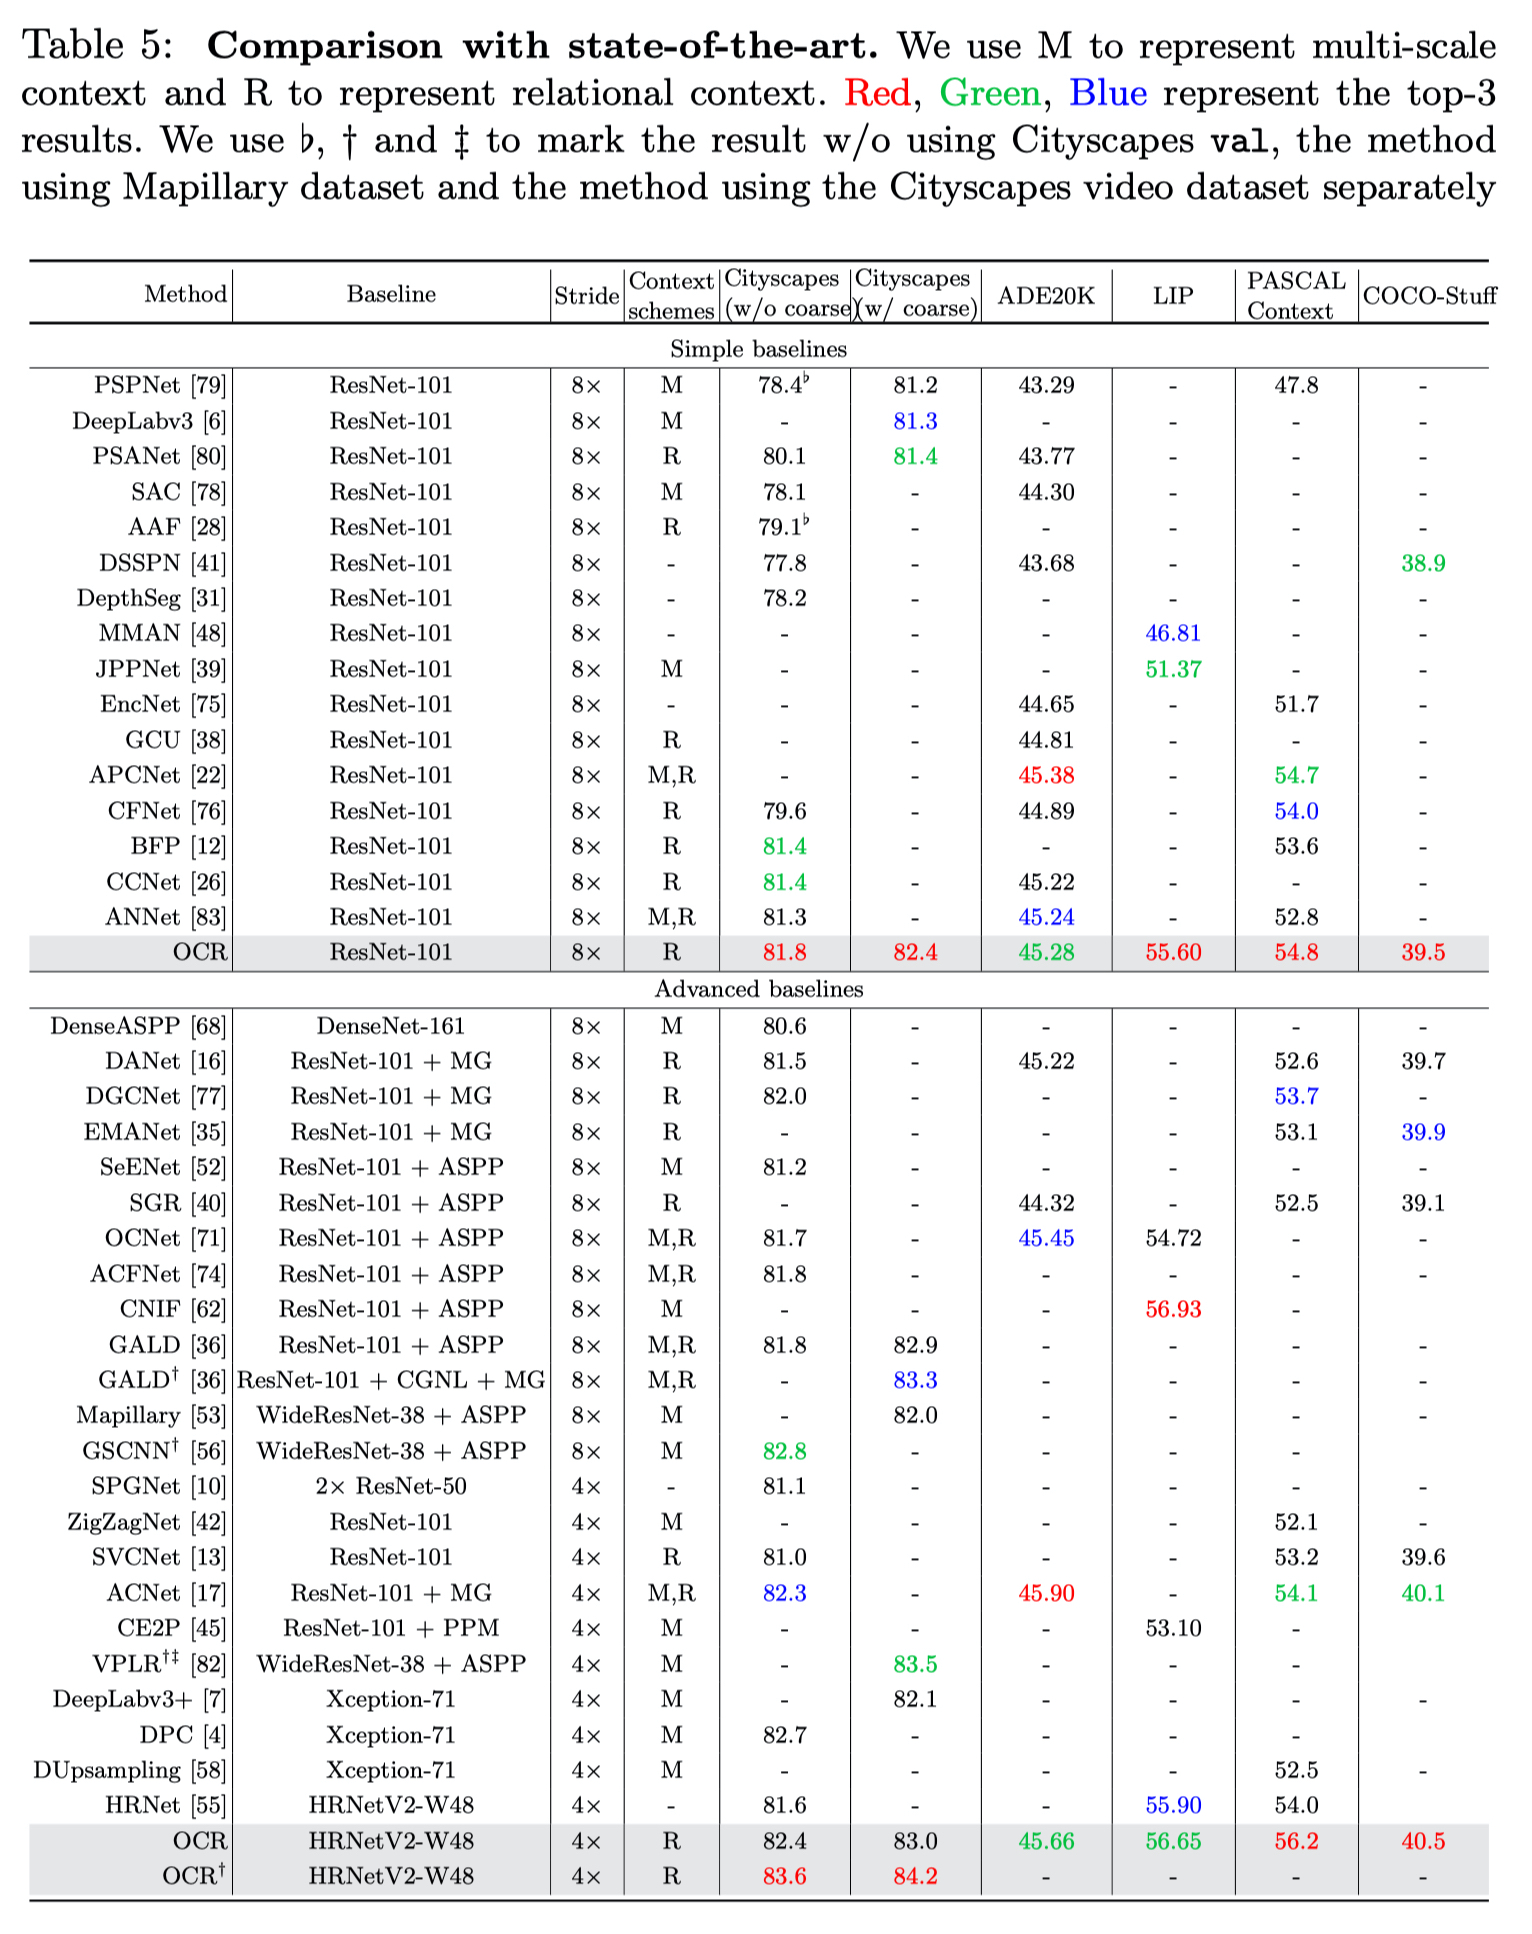 Table 5: Comparison with state-of-the-art. We use M to represent multi-scale
context and R to represent relational context. Red, Green, Blue represent the top-3
results. We use ♭, † and ‡ to mark the result w/o using Cityscapes val, the method
using Mapillary dataset and the method using the Cityscapes video dataset separately
Method Baseline Stride Context schemes Cityscapes (w/o coarse) Cityscapes (w/ coarse) ADE20K LIP PASCAL Context COCO-Stuff
Simple baselines
PSPNet [79] ResNet-101 8× M 78.4♭ 81.2 43.29 - 47.8 -
DeepLabv3 [6] ResNet-101 8× M - 81.3 - - - -
PSANet [80] ResNet-101 8× R 80.1 81.4 43.77 - - -
SAC [78] ResNet-101 8× M 78.1 - 44.30 - - -
AAF [28] ResNet-101 8× R 79.1♭ - - - - -
DSSPN [41] ResNet-101 8× - 77.8 - 43.68 - - 38.9
DepthSeg [31] ResNet-101 8× - 78.2 - - - - -
MMAN [48] ResNet-101 8× - - - - 46.81 - -
JPPNet [39] ResNet-101 8× M - - - 51.37 - -
EncNet [75] ResNet-101 8× - - - 44.65 - 51.7 -
GCU [38] ResNet-101 8× R - - 44.81 - - -
APCNet [22] ResNet-101 8× M,R - - 45.38 - 54.7 -
CFNet [76] ResNet-101 8× R 79.6 - 44.89 - 54.0 -
BFP [12] ResNet-101 8× R 81.4 - - - 53.6 -
CCNet [26] ResNet-101 8× R 81.4 - 45.22 - - -
ANNet [83] ResNet-101 8× M,R 81.3 - 45.24 - 52.8 -
OCR ResNet-101 8× R 81.8 82.4 45.28 55.60 54.8 39.5
Advanced baselines
DenseASPP [68] DenseNet-161 8× M 80.6 - - - - -
DANet [16] ResNet-101 + MG 8× R 81.5 - 45.22 - 52.6 39.7
DGCNet [77] ResNet-101 + MG 8× R 82.0 - - - 53.7 -
EMANet [35] ResNet-101 + MG 8× R - - - - 53.1 39.9
SeENet [52] ResNet-101 + ASPP 8× M 81.2 - - - - -
SGR [40] ResNet-101 + ASPP 8× R - - 44.32 - 52.5 39.1
OCNet [71] ResNet-101 + ASPP 8× M,R 81.7 - 45.45 54.72 - -
ACFNet [74] ResNet-101 + ASPP 8× M,R 81.8 - - - - -
CNIF [62] ResNet-101 + ASPP 8× M - - - 56.93 -
GALD [36] ResNet-101 + ASPP 8× M,R 81.8 82.9 - - - -
GALD† [36] ResNet-101 + CGNL + MG 8× M,R - 83.3 - - - -
Mapillary [53] WideResNet-38 + ASPP 8× M - 82.0 - - - -
GSCNN† [56] WideResNet-38 + ASPP 8× M 82.8 - - - -
SPGNet [10] 2× ResNet-50 4× - 81.1 - - - - -
ZigZagNet [42] ResNet-101 4× M - - - - 52.1 -
SVCNet [13] ResNet-101 4× R 81.0 - - - 53.2 39.6
ACNet [17] ResNet-101 + MG 4× M,R 82.3 - 45.90 - 54.1 40.1
CE2P [45] ResNet-101 + PPM 4× M - - - 53.10 -
VPLR†‡ [82] WideResNet-38 + ASPP 4× M - 83.5 - - -
DeepLabv3+ [7] Xception-71 4× M - 82.1 - - - -
DPC [4] Xception-71 4× M 82.7 - - - -
DUpsampling [58] Xception-71 4× M - - - - 52.5 -
HRNet [55] HRNetV2-W48 4× - 81.6 - - 55.90 54.0
OCR HRNetV2-W48 4× R 82.4 83.0 45.66 56.65 56.2 40.5
OCR† HRNetV2-W48 4× R 83.6 84.2 - - - -